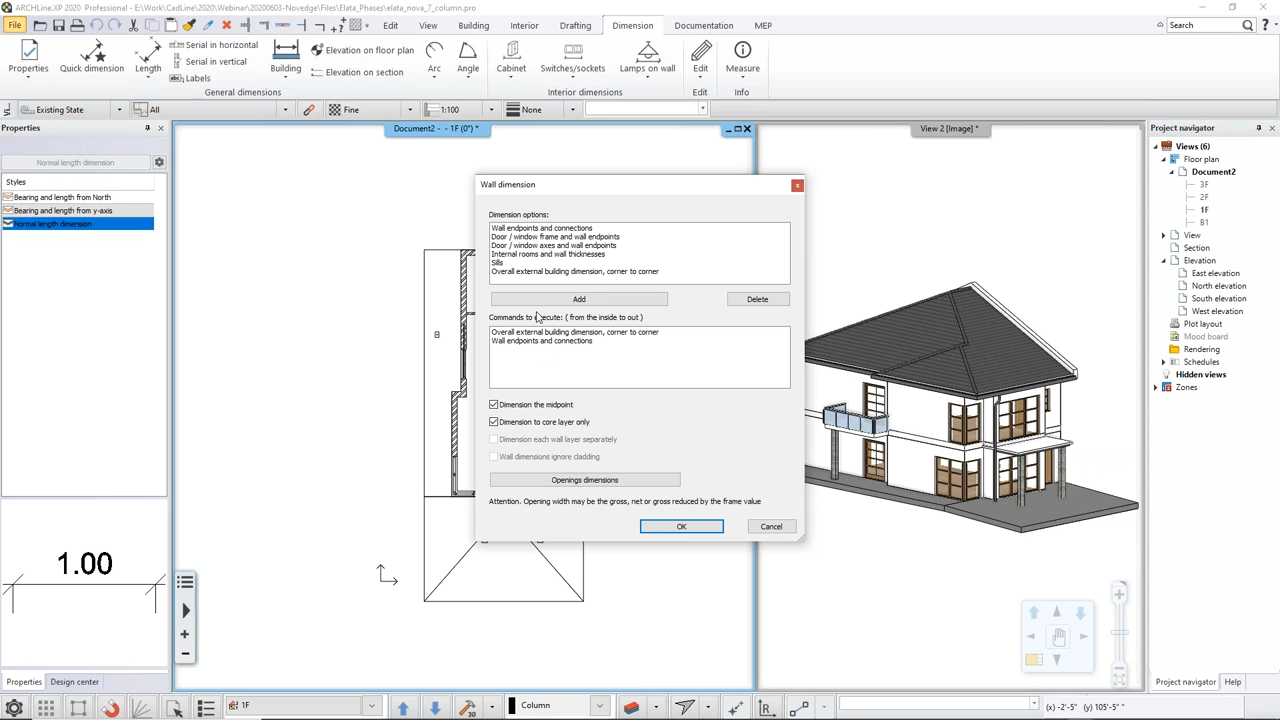 ARCHLine.XP 2020 Professional - E:\Work\CadLine\Webinar\20200603-Novedge\Files\Elata_Phases\elata_nova_7_column.pro
File Edit View Building Interior Drafting Dimension Documentation MEP Search
Properties Quick dimension Length Serial in horizontal Serial in vertical Labels Building Elevation on floor plan Elevation on section Arc Angle Cabinet Switches/sockets Lamps on wall Edit Measure
General dimensions Interior dimensions Edit Info
Existing State All Fine 1:100 None
Properties
Normal length dimension
Styles
Bearing and length from North
Bearing and length from y-axis
Normal length dimension
1.00
Properties Design center
Document2 - - 1F (0°) *
View 2 [Image] *
Wall dimension
Dimension options:
Wall endpoints and connections
Door / window frame and wall endpoints
Door / window axes and wall endpoints
Internal rooms and wall thicknesses
Sills
Overall external building dimension, corner to corner
Add Delete
Commands to execute: ( from the inside to out )
Overall external building dimension, corner to corner
Wall endpoints and connections
Dimension the midpoint
Dimension to core layer only
Dimension each wall layer separately
Wall dimensions ignore cladding
Openings dimensions
Attention. Opening width may be the gross, net or gross reduced by the frame value
OK Cancel
Project navigator
Views (6)
Floor plan
Document2
3F
2F
1F
B1
View
Section
Elevation
East elevation
North elevation
South elevation
West elevation
Plot layout
Mood board
Rendering
Schedules
Hidden views
Zones
Project navigator Help
1F Column (x) -2'-5" (y) 105'-5"